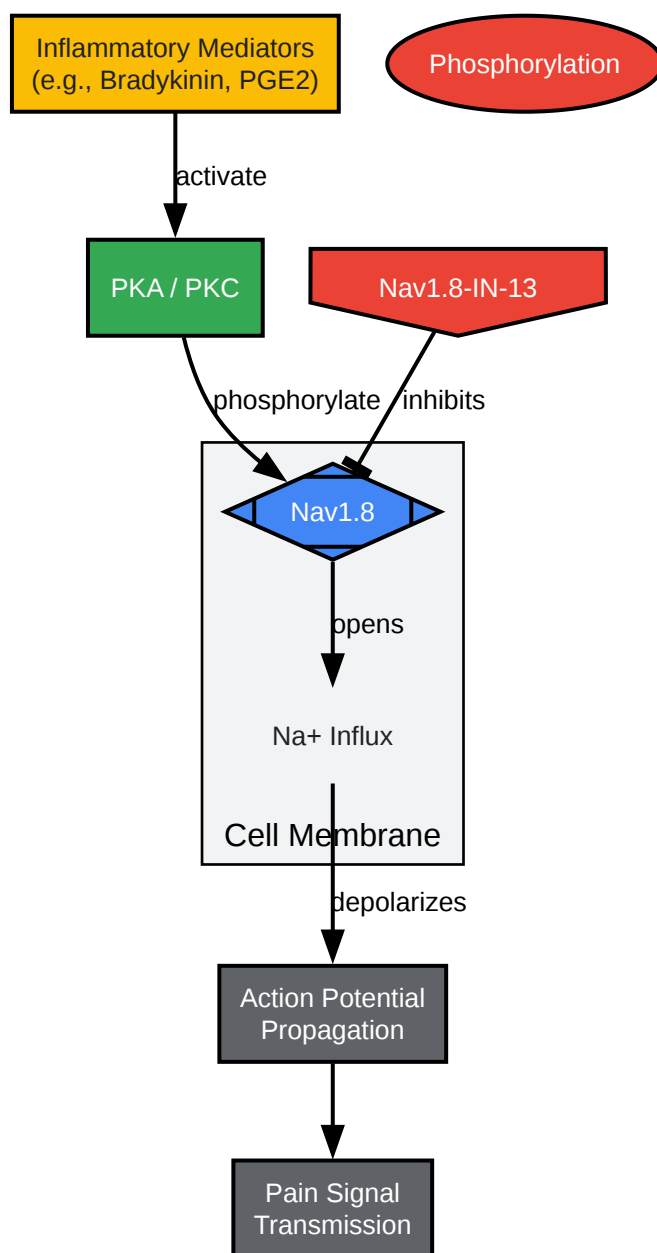 Inflammatory Mediators
(e.g., Bradykinin, PGE2)
Phosphorylation
activate
PKA / PKC
Nav1.8-IN-13
phosphorylate
inhibits
Nav1.8
opens
Na+ Influx
Cell Membrane
depolarizes
Action Potential
Propagation
Pain Signal
Transmission